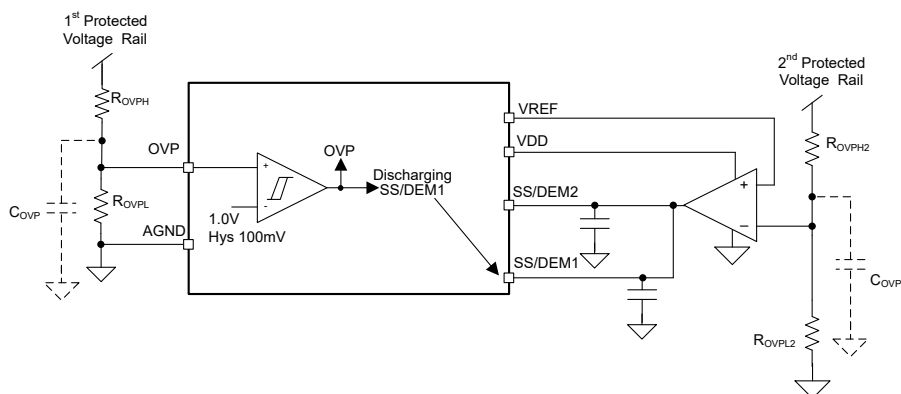 1st Protected
Voltage Rail
ROVPH
OVP
COVP
ROVPL
AGND
+
-
1.0V
Hys 100mV
OVP
Discharging
SS/DEM1
VREF
VDD
SS/DEM2
SS/DEM1
+
−
2nd Protected
Voltage Rail
ROVPH2
COVP
ROVPL2